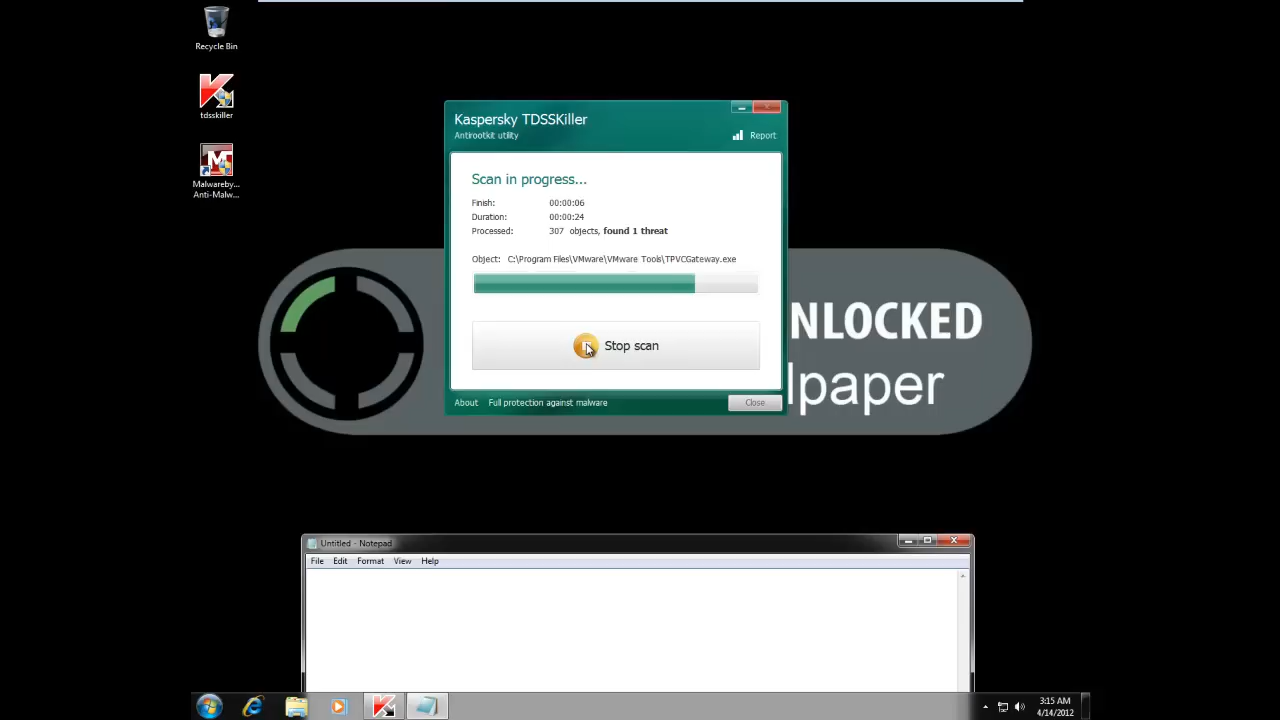 Recycle Bin
tdsskiller
Malwareby...
Anti-Malw...
Kaspersky TDSSKiller
Antirootkit utility
Report
Scan in progress...
Finish: 00:00:06
Duration: 00:00:24
Processed: 307 objects, found 1 threat
Object: C:\Program Files\VMware\VMware Tools\TPVCGateway.exe
Stop scan
About Full protection against malware Close
NLOCKED
lpaper
Untitled - Notepad
File Edit Format View Help
3:15 AM
4/14/2012